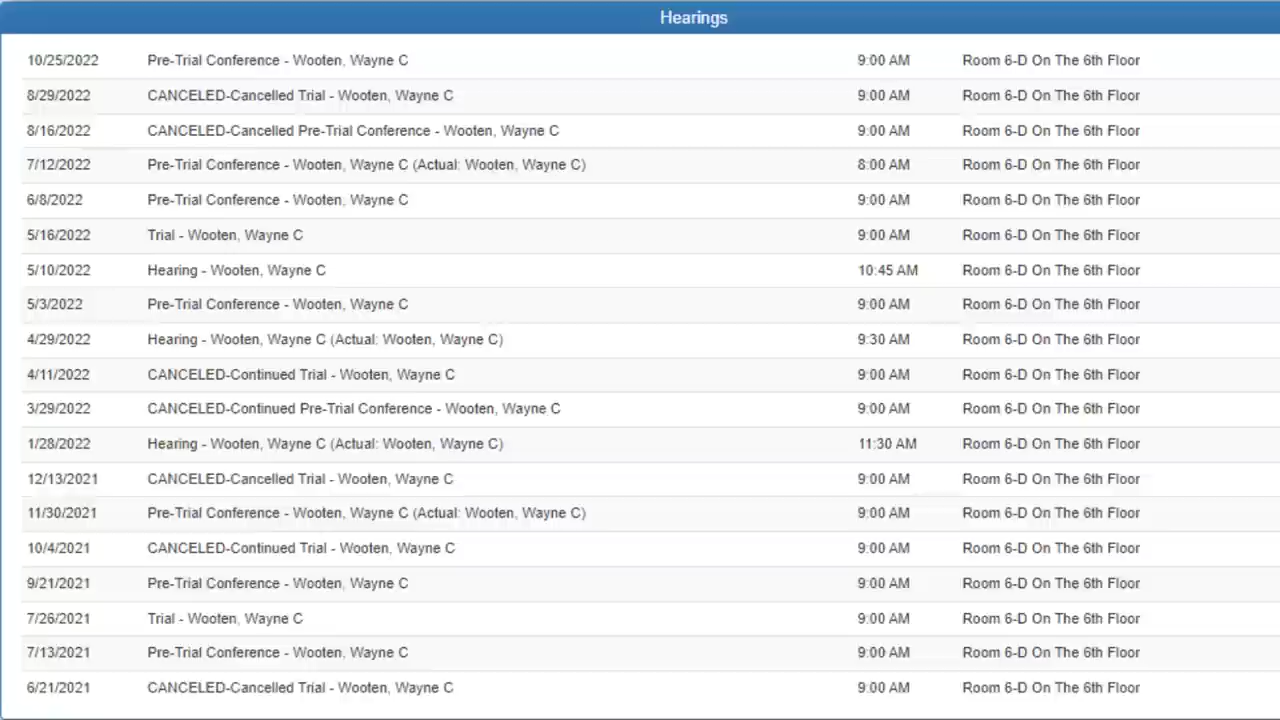 Hearings
10/25/2022 Pre-Trial Conference - Wooten, Wayne C 9:00 AM Room 6-D On The 6th Floor
8/29/2022 CANCELED-Cancelled Trial - Wooten, Wayne C 9:00 AM Room 6-D On The 6th Floor
8/16/2022 CANCELED-Cancelled Pre-Trial Conference - Wooten, Wayne C 9:00 AM Room 6-D On The 6th Floor
7/12/2022 Pre-Trial Conference - Wooten, Wayne C (Actual: Wooten, Wayne C) 8:00 AM Room 6-D On The 6th Floor
6/8/2022 Pre-Trial Conference - Wooten, Wayne C 9:00 AM Room 6-D On The 6th Floor
5/16/2022 Trial - Wooten, Wayne C 9:00 AM Room 6-D On The 6th Floor
5/10/2022 Hearing - Wooten, Wayne C 10:45 AM Room 6-D On The 6th Floor
5/3/2022 Pre-Trial Conference - Wooten, Wayne C 9:00 AM Room 6-D On The 6th Floor
4/29/2022 Hearing - Wooten, Wayne C (Actual: Wooten, Wayne C) 9:30 AM Room 6-D On The 6th Floor
4/11/2022 CANCELED-Continued Trial - Wooten, Wayne C 9:00 AM Room 6-D On The 6th Floor
3/29/2022 CANCELED-Continued Pre-Trial Conference - Wooten, Wayne C 9:00 AM Room 6-D On The 6th Floor
1/28/2022 Hearing - Wooten, Wayne C (Actual: Wooten, Wayne C) 11:30 AM Room 6-D On The 6th Floor
12/13/2021 CANCELED-Cancelled Trial - Wooten, Wayne C 9:00 AM Room 6-D On The 6th Floor
11/30/2021 Pre-Trial Conference - Wooten, Wayne C (Actual: Wooten, Wayne C) 9:00 AM Room 6-D On The 6th Floor
10/4/2021 CANCELED-Continued Trial - Wooten, Wayne C 9:00 AM Room 6-D On The 6th Floor
9/21/2021 Pre-Trial Conference - Wooten, Wayne C 9:00 AM Room 6-D On The 6th Floor
7/26/2021 Trial - Wooten, Wayne C 9:00 AM Room 6-D On The 6th Floor
7/13/2021 Pre-Trial Conference - Wooten, Wayne C 9:00 AM Room 6-D On The 6th Floor
6/21/2021 CANCELED-Cancelled Trial - Wooten, Wayne C 9:00 AM Room 6-D On The 6th Floor